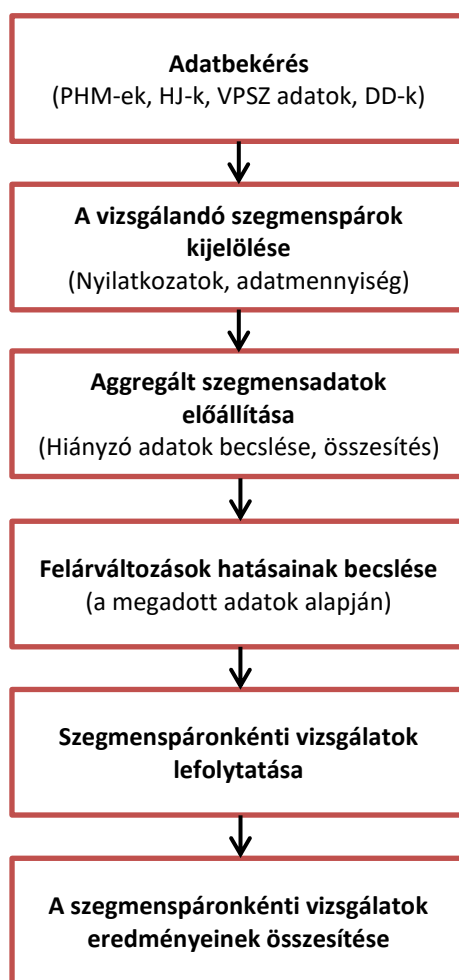 Adatbekérés
(PHM-ek, HJ-k, VPSZ adatok, DD-k)
A vizsgálandó szegmenspárok
kijelölése
(Nyilatkozatok, adatmennyiség)
Aggregált szegmensadatok
előállítása
(Hiányzó adatok becslése, összesítés)
Felárváltozások hatásainak becslése
(a megadott adatok alapján)
Szegmenspáronkénti vizsgálatok
lefolytatása
A szegmenspáronkénti vizsgálatok
eredményeinek összesítése